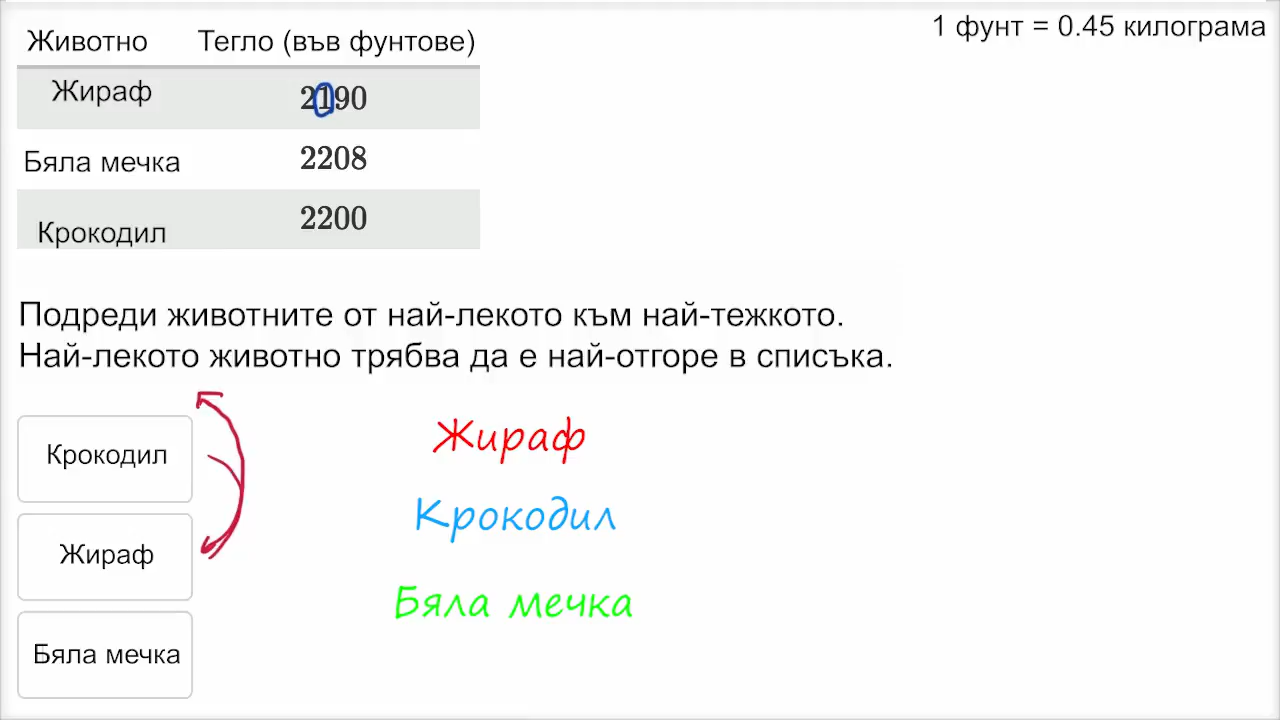 1 фунт = 0.45 килограма
Животно Тегло (във фунтове)
Жираф 2190
Бяла мечка 2208
Крокодил 2200
Подреди животните от най-лекото към най-тежкото.
Най-лекото животно трябва да е най-отгоре в списъка.
Крокодил
Жираф
Бяла мечка
Жираф
Крокодил
Бяла мечка